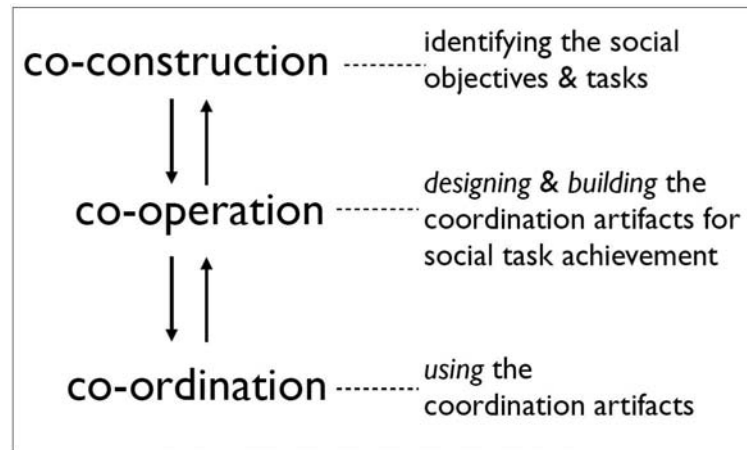 co-construction
identifying the social
objectives & tasks
co-operation
designing & building the
coordination artifacts for
social task achievement
co-ordination
using the
coordination artifacts